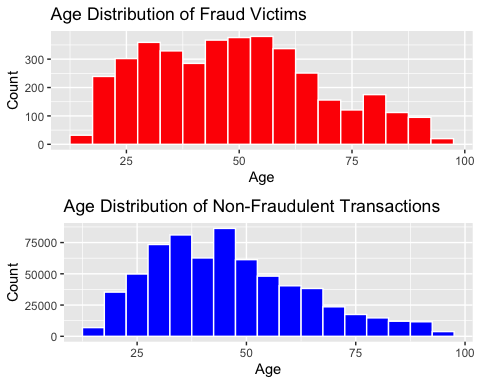 Age Distribution of Fraud Victims
Count
300
200
100
0
25
50
75
100
Age
Age Distribution of Non-Fraudulent Transactions
Count
75000
50000
25000
0
25
50
75
100
Age